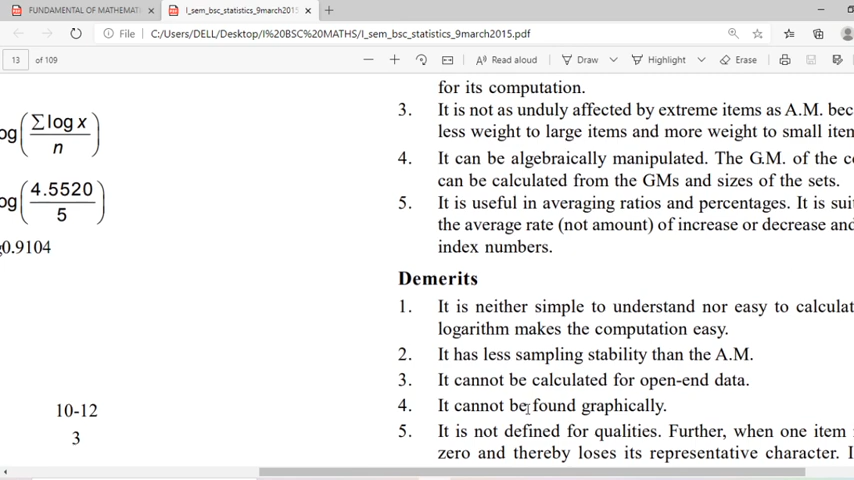 FUNDAMENTAL OF MATHEMATI
I_sem_bsc_statistics_9march2015
File
C:/Users/DELL/Desktop/I%20BSC%20MATHS/I_sem_bsc_statistics_9march2015.pdf
13 of 109
Read aloud
Draw
Highlight
Erase
og(∑log x / n)
og(4.5520 / 5)
0.9104
10-12
3
for its computation.
3. It is not as unduly affected by extreme items as A.M. bec
less weight to large items and more weight to small iten
4. It can be algebraically manipulated. The G.M. of the co
can be calculated from the GMs and sizes of the sets.
5. It is useful in averaging ratios and percentages. It is suit
the average rate (not amount) of increase or decrease and
index numbers.
Demerits
1. It is neither simple to understand nor easy to calculat
logarithm makes the computation easy.
2. It has less sampling stability than the A.M.
3. It cannot be calculated for open-end data.
4. It cannot be found graphically.
5. It is not defined for qualities. Further, when one item i
zero and thereby loses its representative character. I